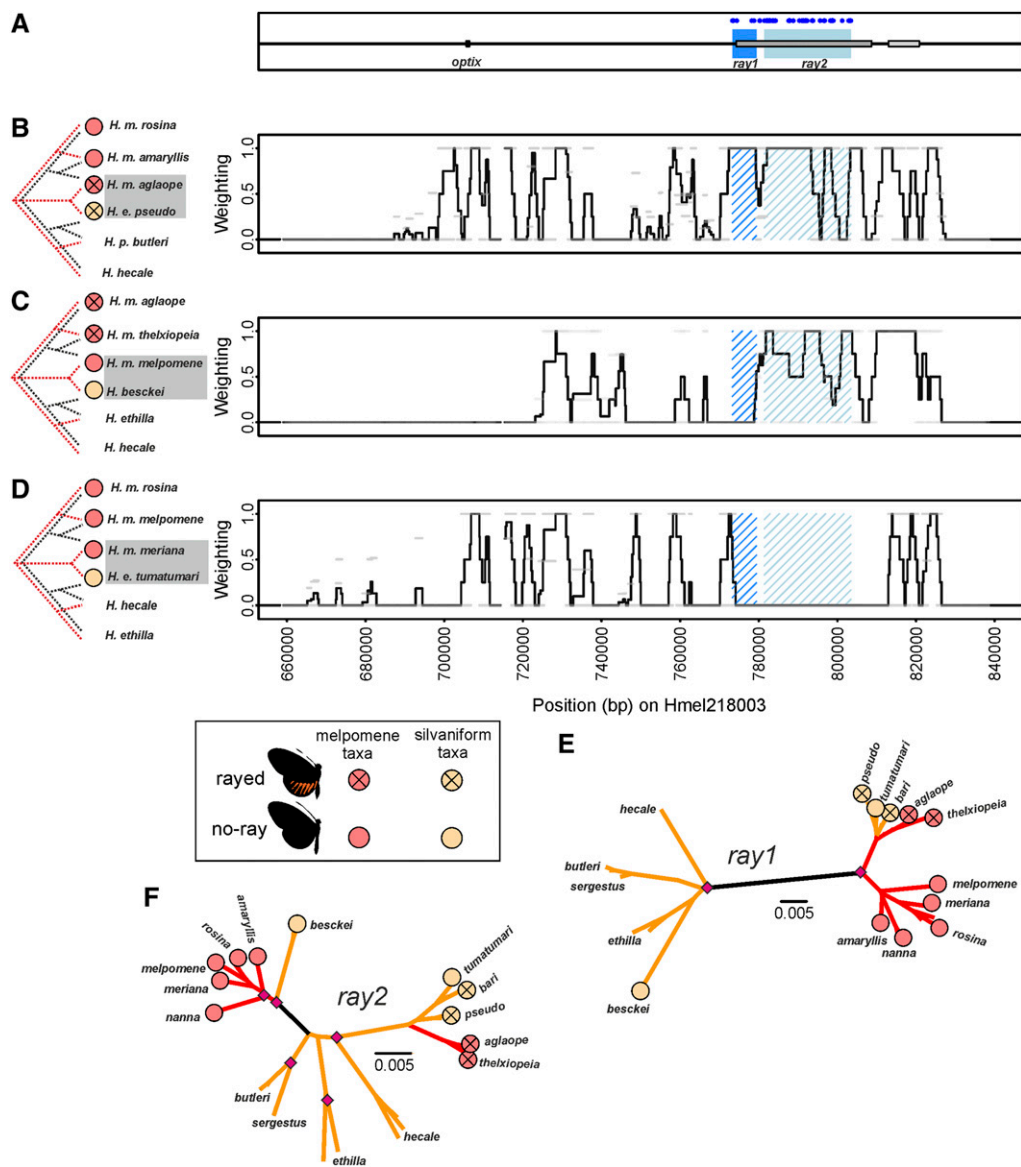 A
optix
ray1
ray2
B
H. m. rosina
H. m. amaryllis
H. m. aglaope
H. e. pseudo
H. p. butleri
H. hecale
Weighting
0.0
0.5
1.0
C
H. m. aglaope
H. m. thelxiopeia
H. m. melpomene
H. besckei
H. ethilla
H. hecale
Weighting
0.0
0.5
1.0
D
H. m. rosina
H. m. melpomene
H. m. meriana
H. e. tumatumari
H. hecale
H. ethilla
Weighting
0.0
0.5
1.0
660000
680000
700000
720000
740000
760000
780000
800000
820000
840000
Position (bp) on Hmel218003
melpomene taxa
silvaniform taxa
rayed
no-ray
E
hecale
butleri
sergestus
ethilla
besckei
ray1
0.005
pseudo
tumatumari
bari
aglaope
thelxiopeia
melpomene
meriana
rosina
nanna
amaryllis
F
amaryllis
rosina
melpomene
meriana
nanna
besckei
ray2
0.005
tumatumari
bari
pseudo
aglaope
thelxiopeia
butleri
sergestus
ethilla
hecale